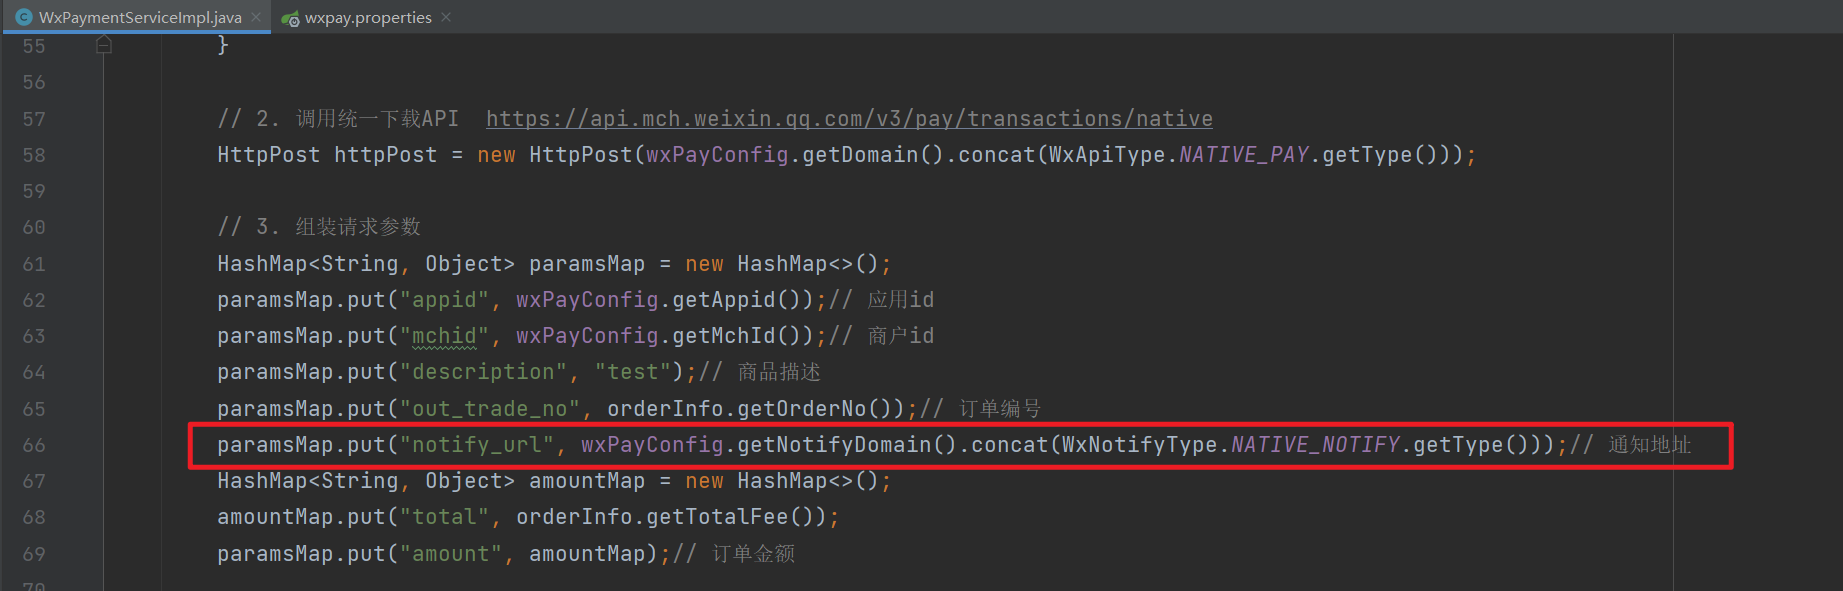 WxPaymentServiceImpl.java
wxpay.properties
55 }
56
57 // 2. 调用统一下载API https://api.mch.weixin.qq.com/v3/pay/transactions/native
58 HttpPost httpPost = new HttpPost(wxPayConfig.getDomain().concat(WxApiType.NATIVE_PAY.getType()));
59
60 // 3. 组装请求参数
61 HashMap<String, Object> paramsMap = new HashMap<>();
62 paramsMap.put("appid", wxPayConfig.getAppid());// 应用id
63 paramsMap.put("mchid", wxPayConfig.getMchId());// 商户id
64 paramsMap.put("description", "test");// 商品描述
65 paramsMap.put("out_trade_no", orderInfo.getOrderNo());// 订单编号
66 paramsMap.put("notify_url", wxPayConfig.getNotifyDomain().concat(WxNotifyType.NATIVE_NOTIFY.getType()));// 通知地址
67 HashMap<String, Object> amountMap = new HashMap<>();
68 amountMap.put("total", orderInfo.getTotalFee());
69 paramsMap.put("amount", amountMap);// 订单金额
70